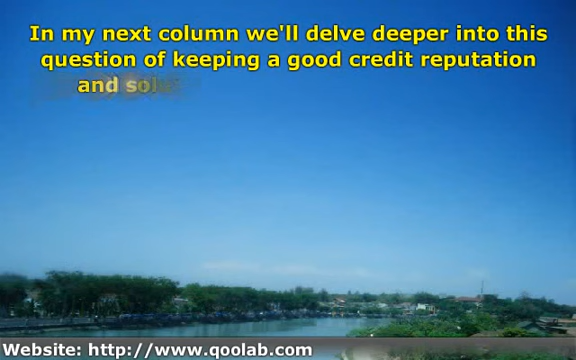 In my next column we'll delve deeper into this
question of keeping a good credit reputation
and
Website: http://www.qoolab.com